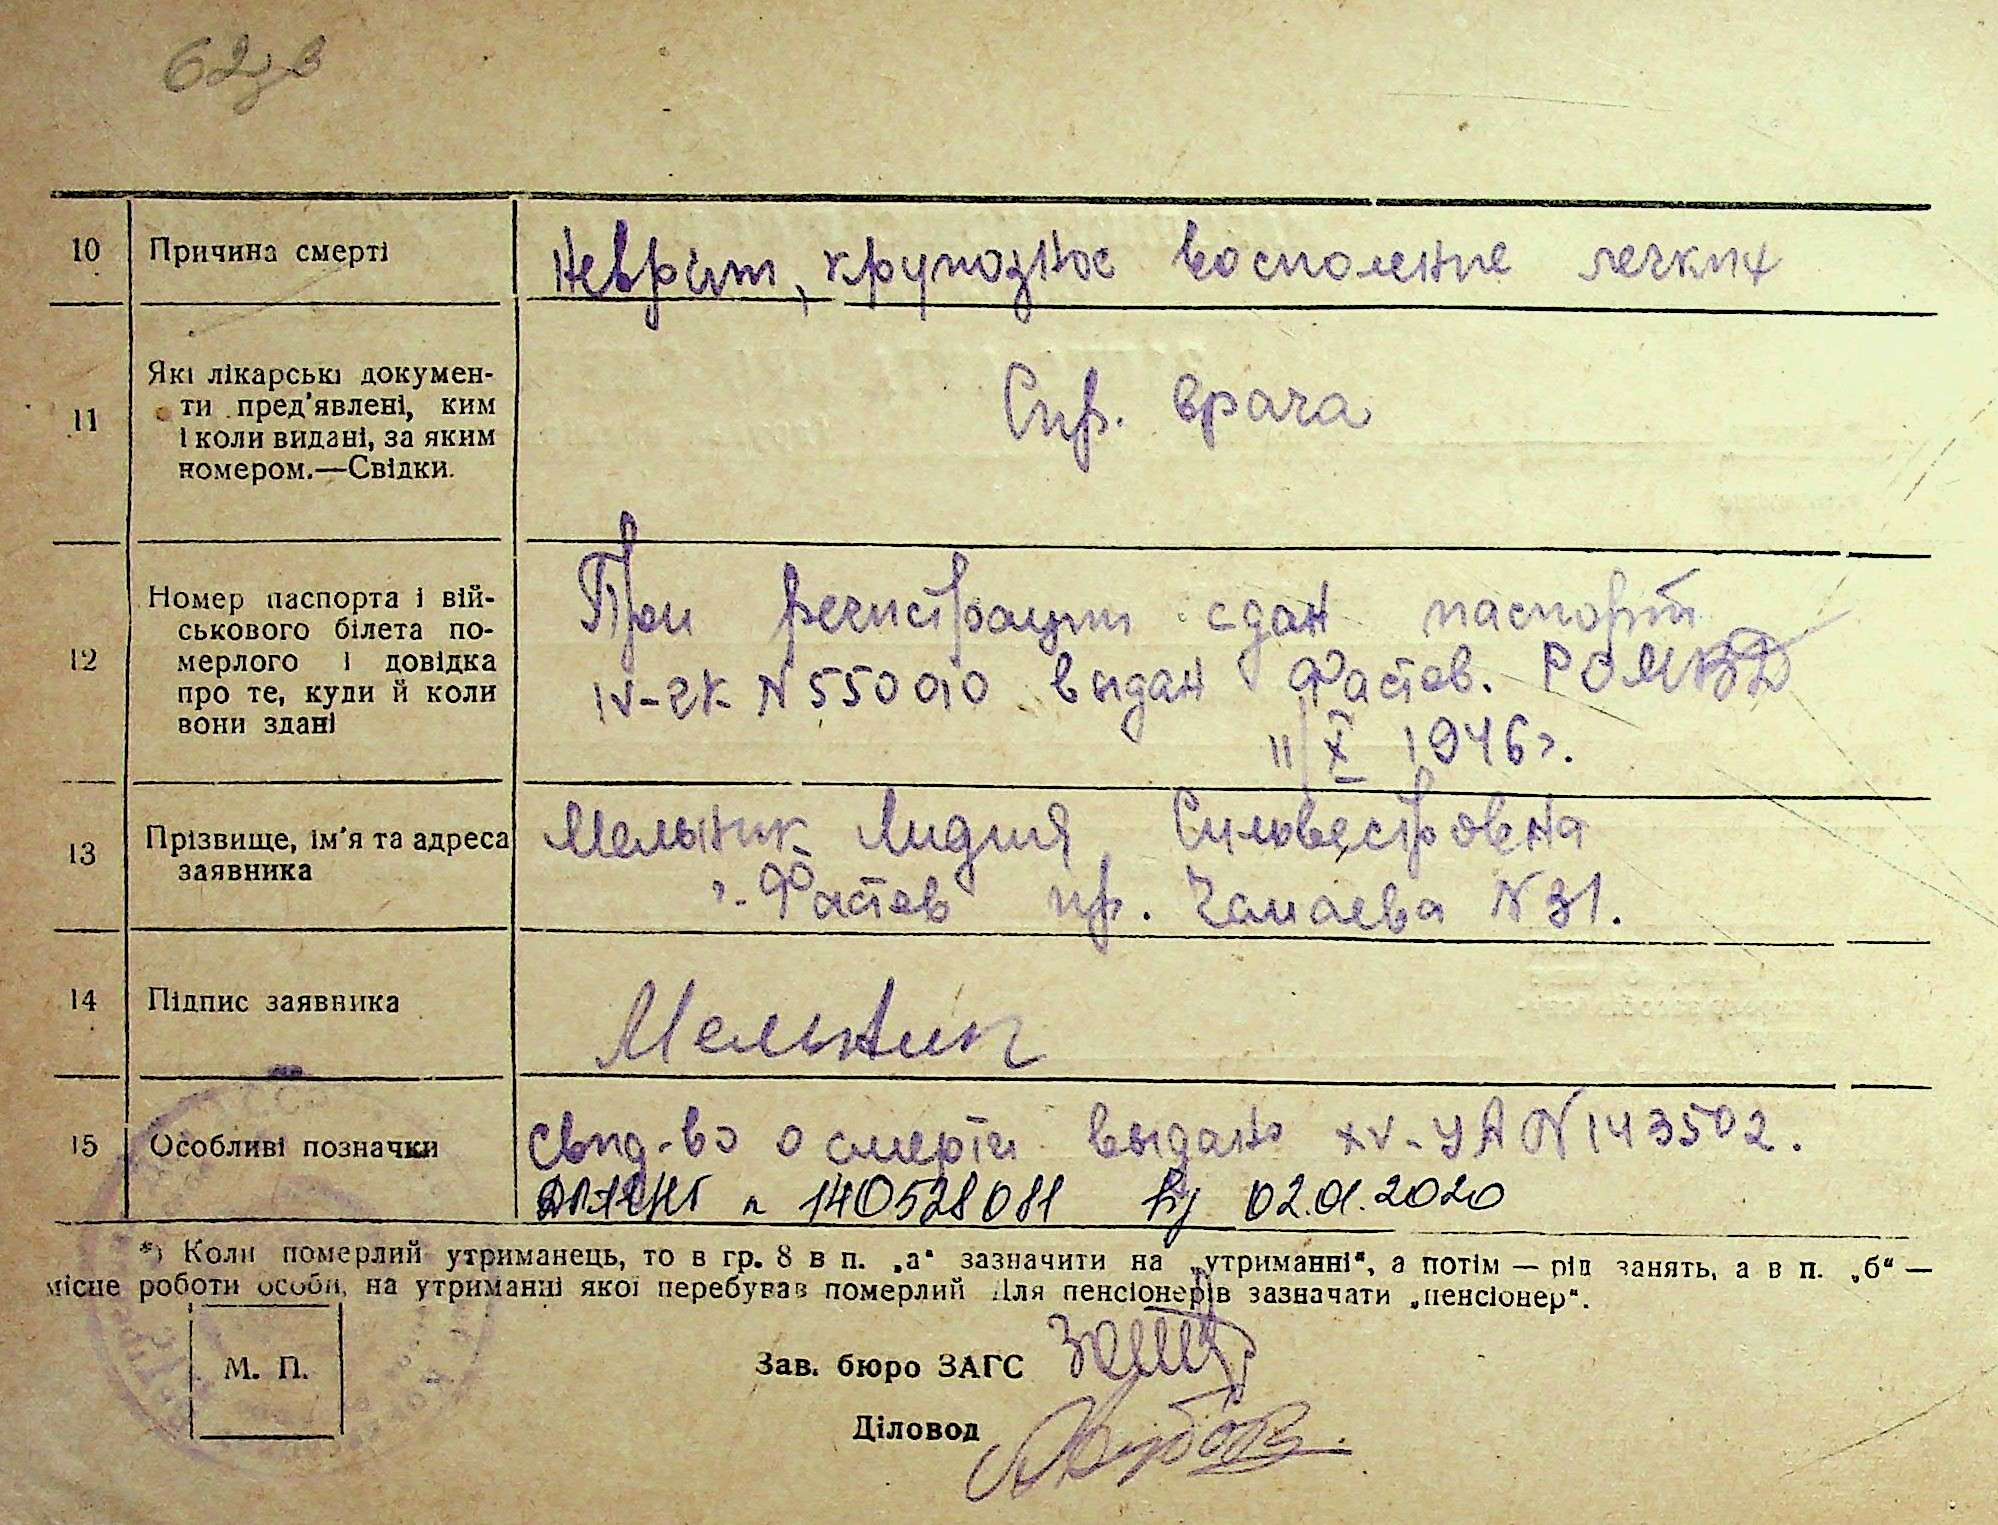 10 Причина смерті Неврит, крупозное восполение легких
11 Які лікарські докумен-
ти пред'явлені, ким
і коли видані, за яким
номером.—Свідки.
Спр. врача
12 Номер паспорта і вій-
ськового білета по-
мерлого і довідка
про те, куди й коли
вони здані
При регистрации сдан паспорт
IV-ЧК N 550010 выдан Фастов. РОМВД
11/X 1946 г.
13 Прізвище, ім'я та адреса
заявника
Мельник Лидия Сильвестровна
г. Фастов пр. Чапаева N 31.
14 Підпис заявника Мельник
15 Особливі позначки свид-во о смерти выдано XV-УА N 143502.
140528081 02.01.2020
*) Коли померлий утриманець, то в гр. 8 в п. „а“ зазначити на „утриманні“, а потім — рід занять, а в п. „б“ —
місце роботи особи, на утриманні якої перебував померлий Для пенсіонерів зазначати „пенсіонер“.
М. П.
Зав. бюро ЗАГС
Діловод